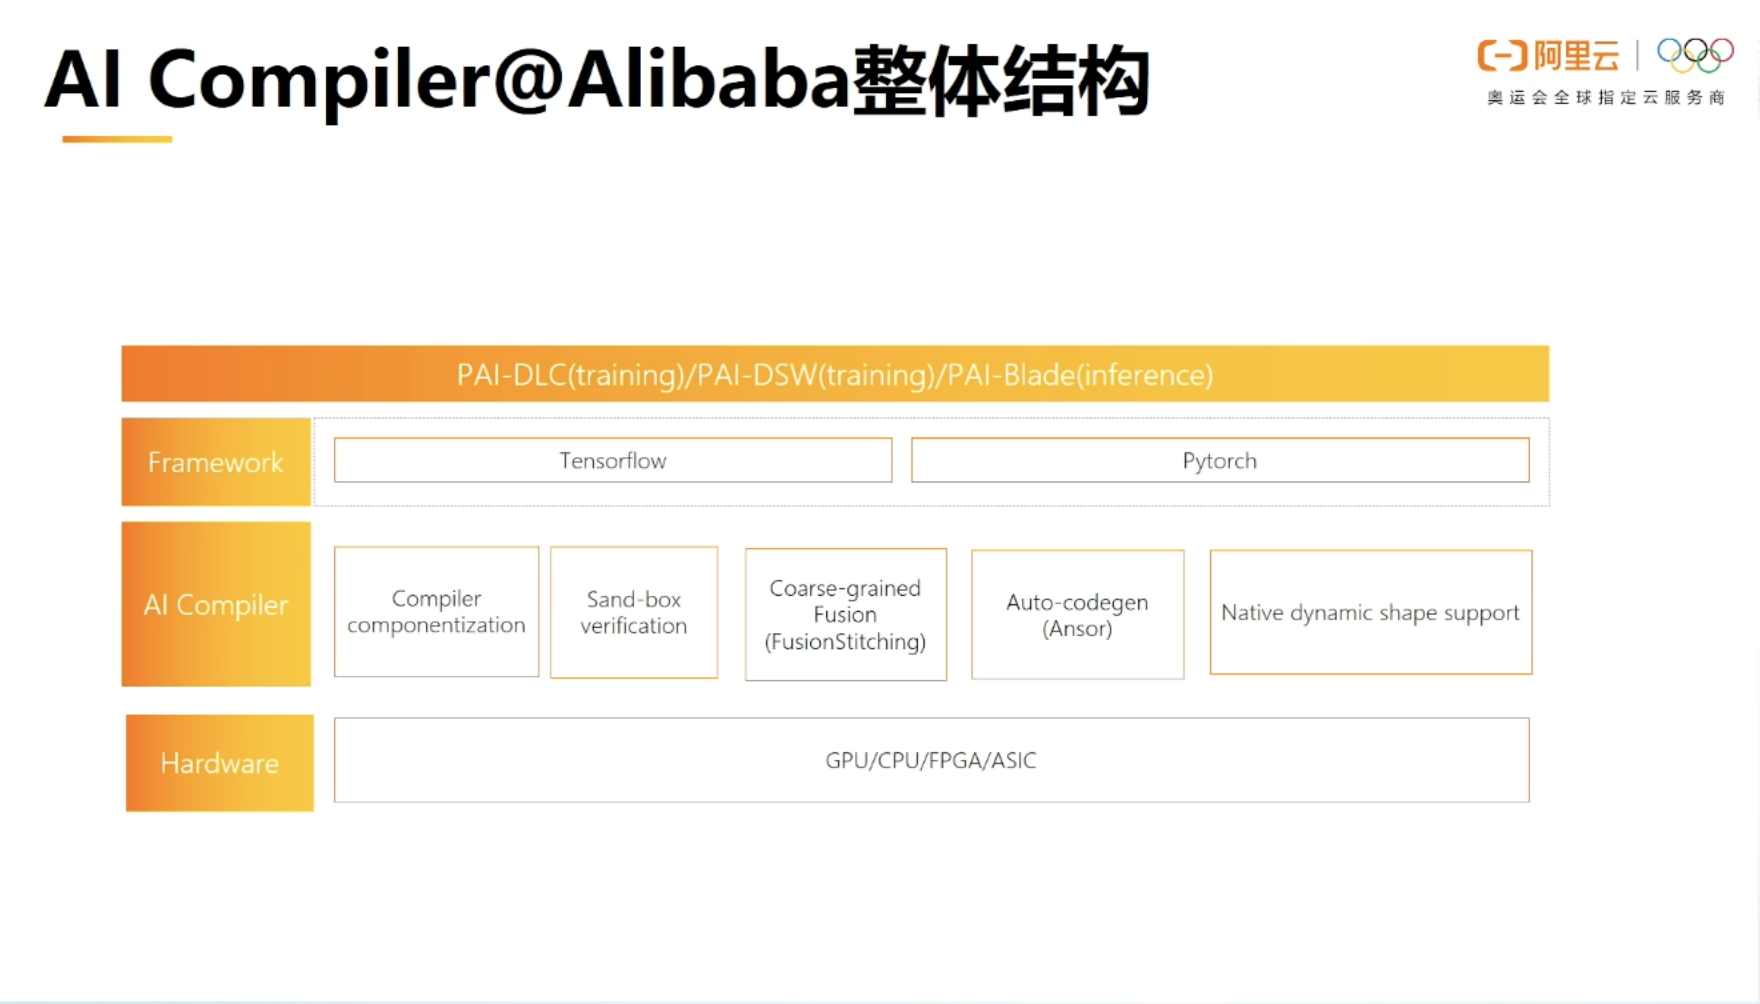 AI Compiler@Alibaba整体结构
阿里云
奥运会全球指定云服务商
PAI-DLC(training)/PAI-DSW(training)/PAI-Blade(inference)
Framework
Tensorflow
Pytorch
AI Compiler
Compiler
componentization
Sand-box
verification
Coarse-grained
Fusion
(FusionStitching)
Auto-codegen
(Ansor)
Native dynamic shape support
Hardware
GPU/CPU/FPGA/ASIC